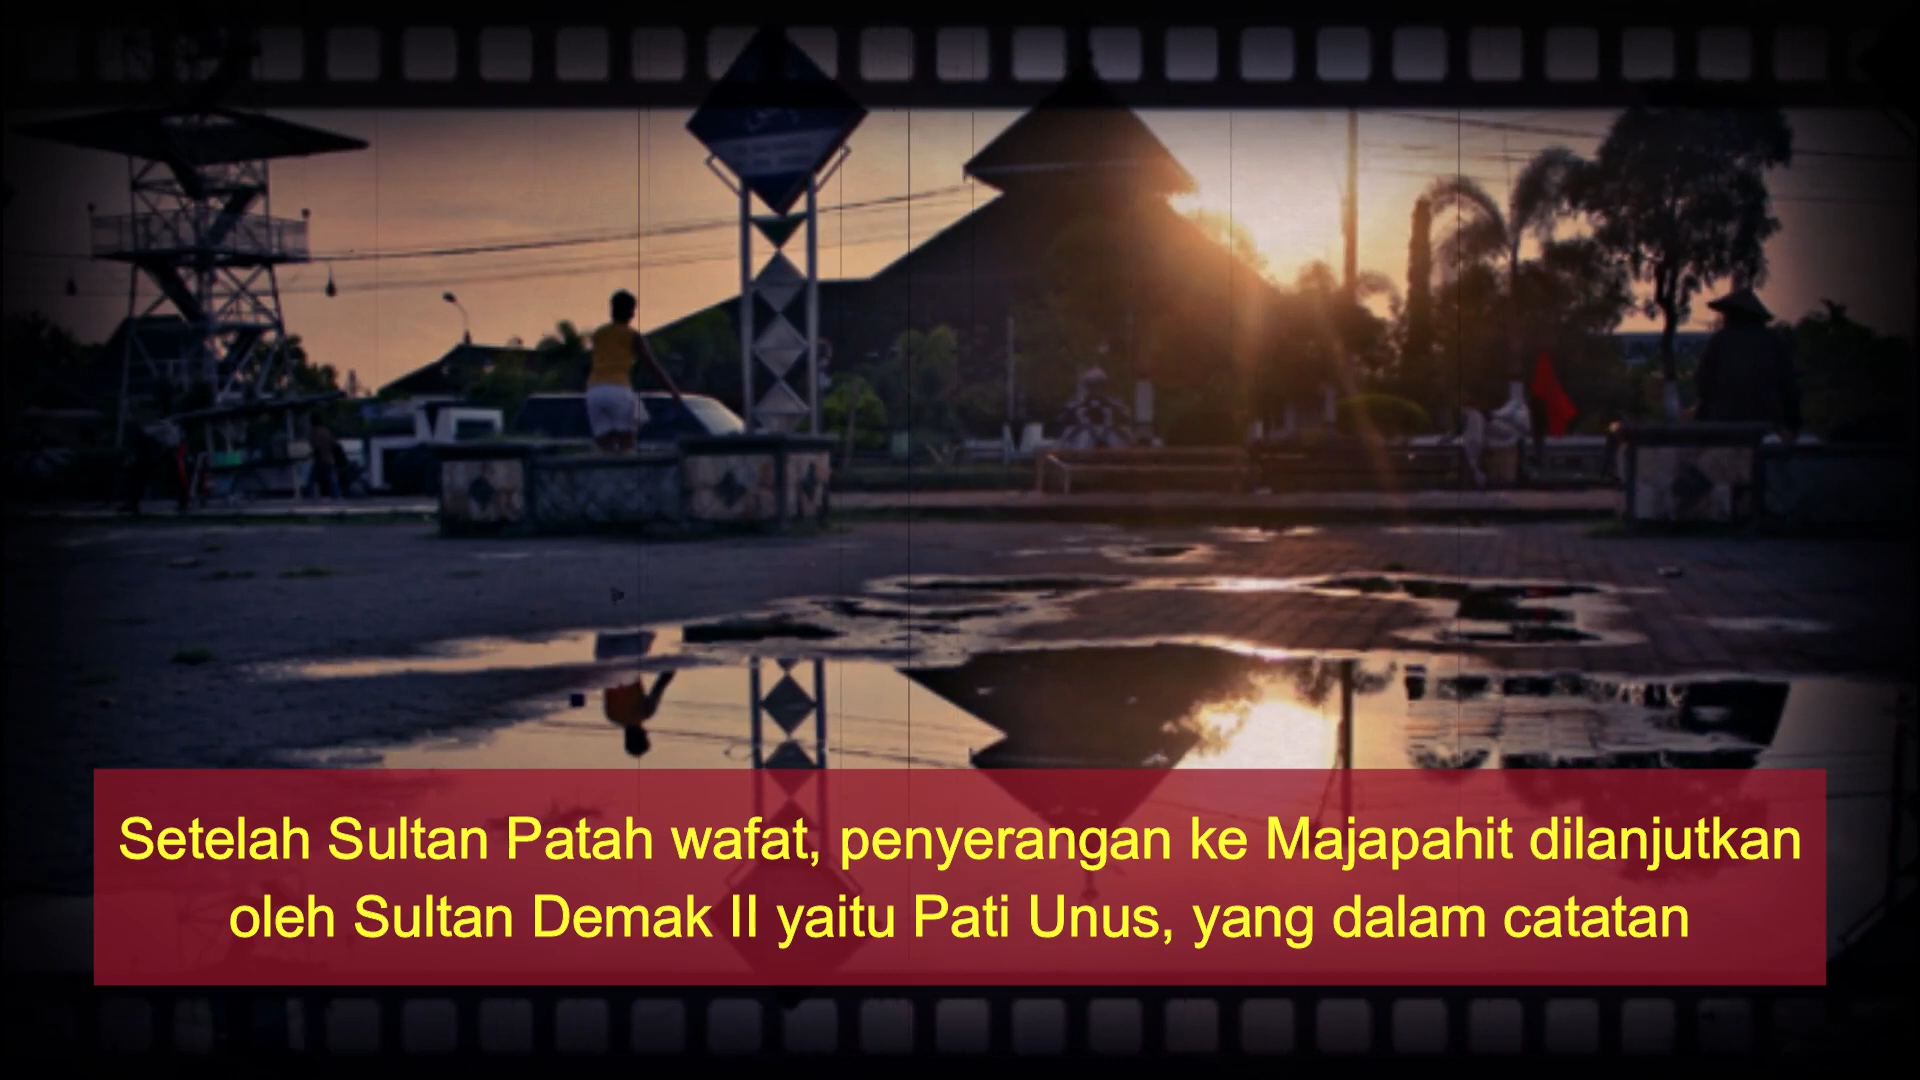 Setelah Sultan Patah wafat, penyerangan ke Majapahit dilanjutkan
oleh Sultan Demak II yaitu Pati Unus, yang dalam catatan